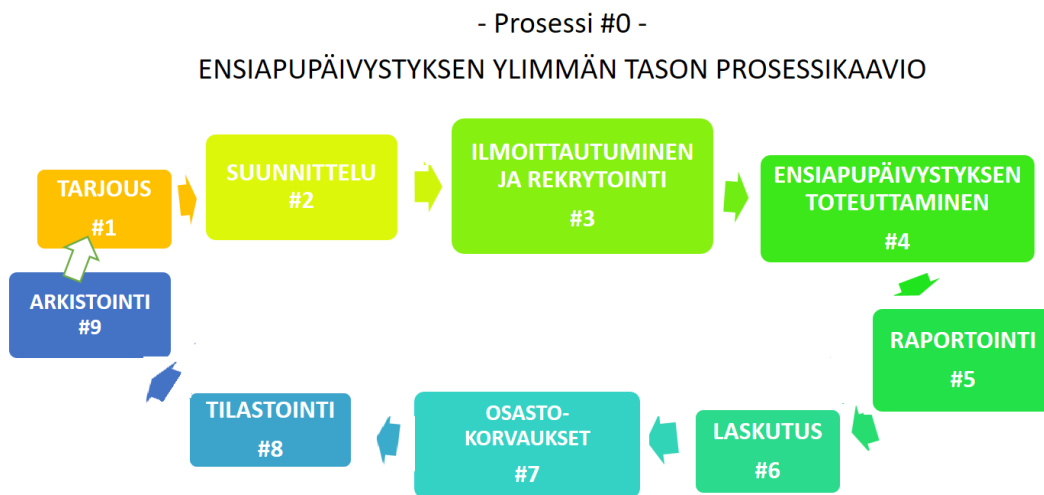 - Prosessi #0 -
ENSIAPUPÄIVYSTYKSEN YLIMMÄN TASON PROSESSIKAAVIO
TARJOUS
#1
SUUNNITTELU
#2
ILMOITTAUTUMINEN
JA REKRYTOINTI
#3
ENSIAPUPÄIVYSTYKSEN
TOTEUTTAMINEN
#4
RAPORTOINTI
#5
LASKUTUS
#6
OSASTO-
KORVAUKSET
#7
TILASTOINTI
#8
ARKISTOINTI
#9